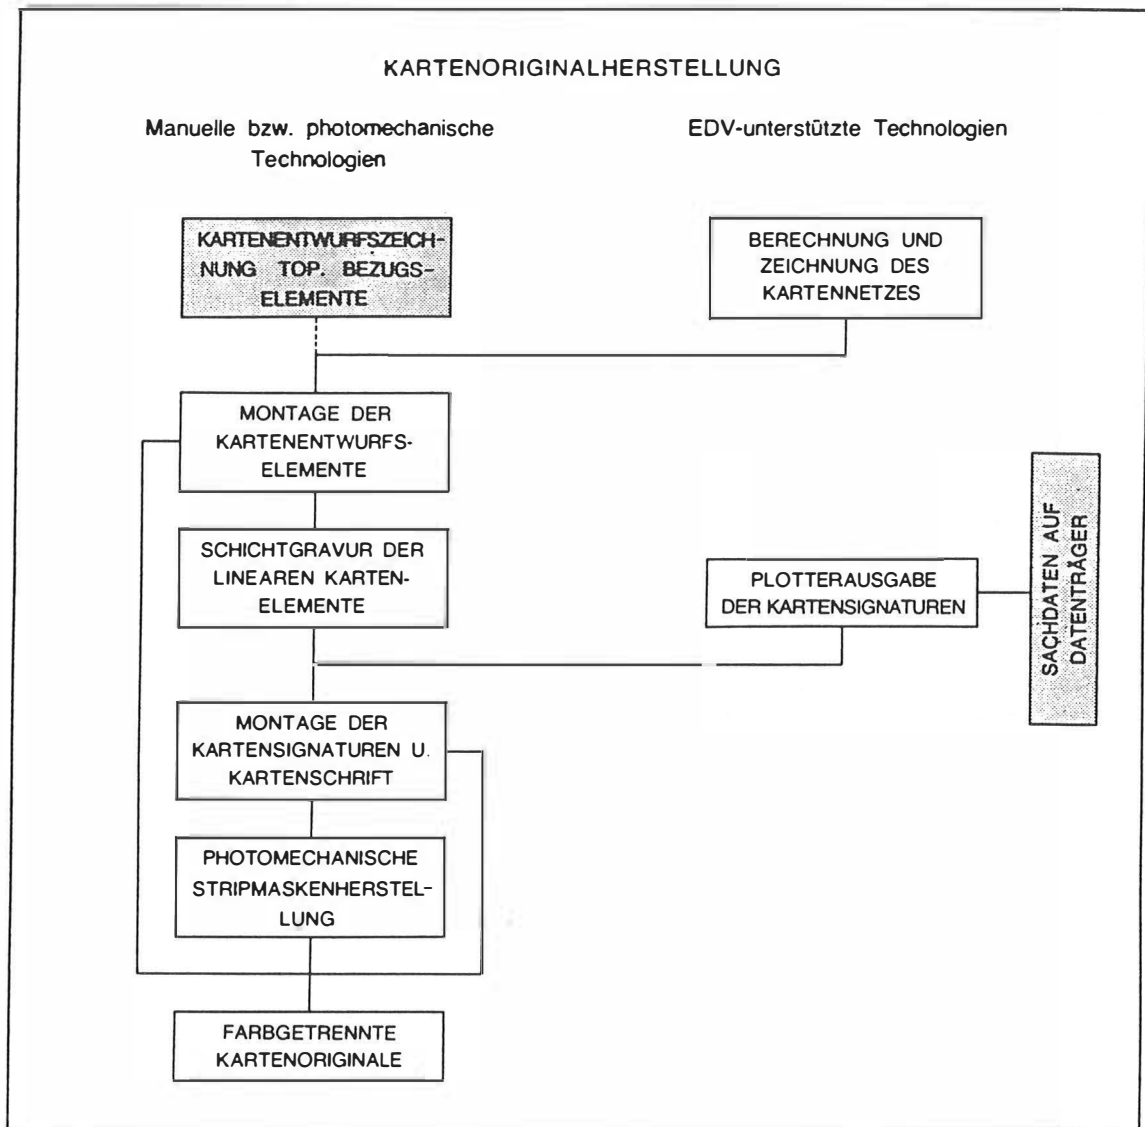 KARTENORIGINALHERSTELLUNG
Manuelle bzw. photomechanische
Technologien
EDV-unterstützte Technologien
KARTENENTWURFSZEICH-
NUNG TOP. BEZUGS-
ELEMENTE
BERECHNUNG UND
ZEICHNUNG DES
KARTENNETZES
MONTAGE DER
KARTENENTWURFS-
ELEMENTE
SCHICHTGRAVUR DER
LINEAREN KARTEN-
ELEMENTE
PLOTTERAUSGABE
DER KARTENSIGNATUREN
SACHDATEN AUF
DATENTRÄGER
MONTAGE DER
KARTENSIGNATUREN U.
KARTENSCHRIFT
PHOTOMECHANISCHE
STRIPMASKENHERSTEL-
LUNG
FARBGETRENNTE
KARTENORIGINALE